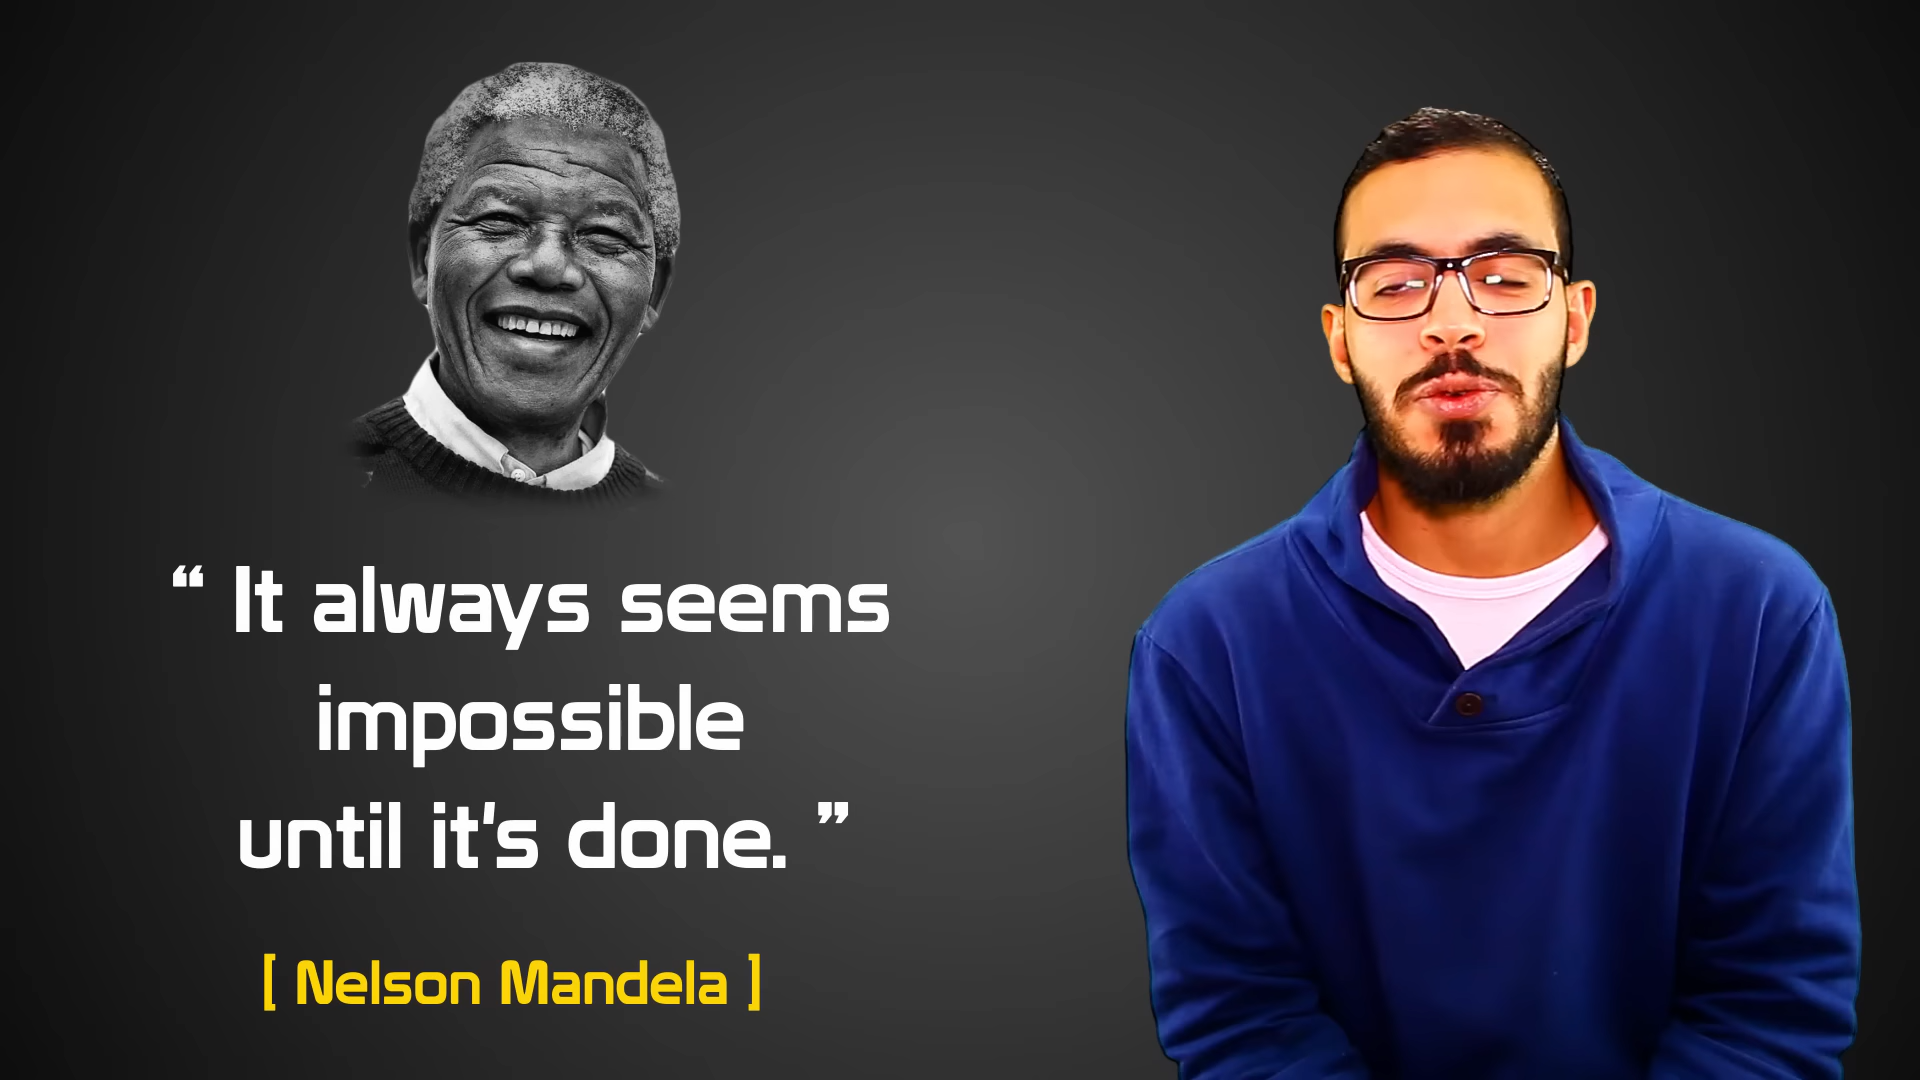 ❝ It always seems
impossible
until it's done. ❞
[ Nelson Mandela ]